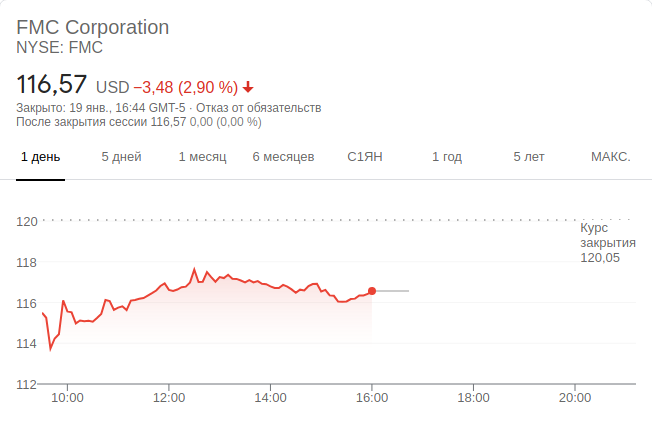 FMC Corporation
NYSE: FMC
116,57 USD −3,48 (2,90 %)
Закрыто: 19 янв., 16:44 GMT-5 · Отказ от обязательств
После закрытия сессии 116,57 0,00 (0,00 %)
1 день 5 дней 1 месяц 6 месяцев С1ЯН 1 год 5 лет МАКС.
120
Курс
закрытия
120,05
118
116
114
112
10:00 12:00 14:00 16:00 18:00 20:00